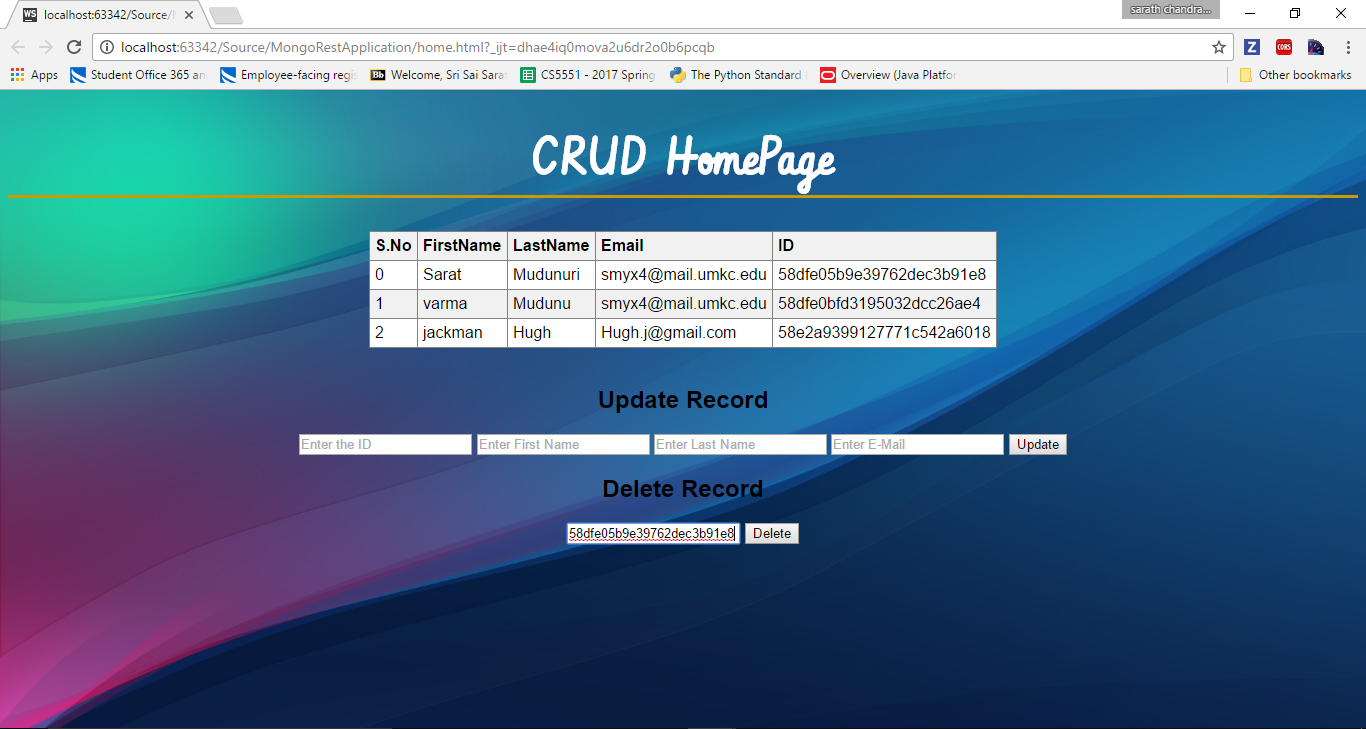 sarath chandra...
localhost:63342/Source/
localhost:63342/Source/MongoRestApplication/home.html?_ijt=dhae4iq0mova2u6dr2o0b6pcqb
Z CORS
Apps Student Office 365 an Employee-facing regi Bb Welcome, Sri Sai Sarat CS5551 - 2017 Spring The Python Standard Overview (Java Platfor Other bookmarks
CRUD HomePage
S.No FirstName LastName Email ID
0 Sarat Mudunuri smyx4@mail.umkc.edu 58dfe05b9e39762dec3b91e8
1 varma Mudunu smyx4@mail.umkc.edu 58dfe0bfd3195032dcc26ae4
2 jackman Hugh Hugh.j@gmail.com 58e2a9399127771c542a6018
Update Record
Enter the ID Enter First Name Enter Last Name Enter E-Mail Update
Delete Record
58dfe05b9e39762dec3b91e8 Delete